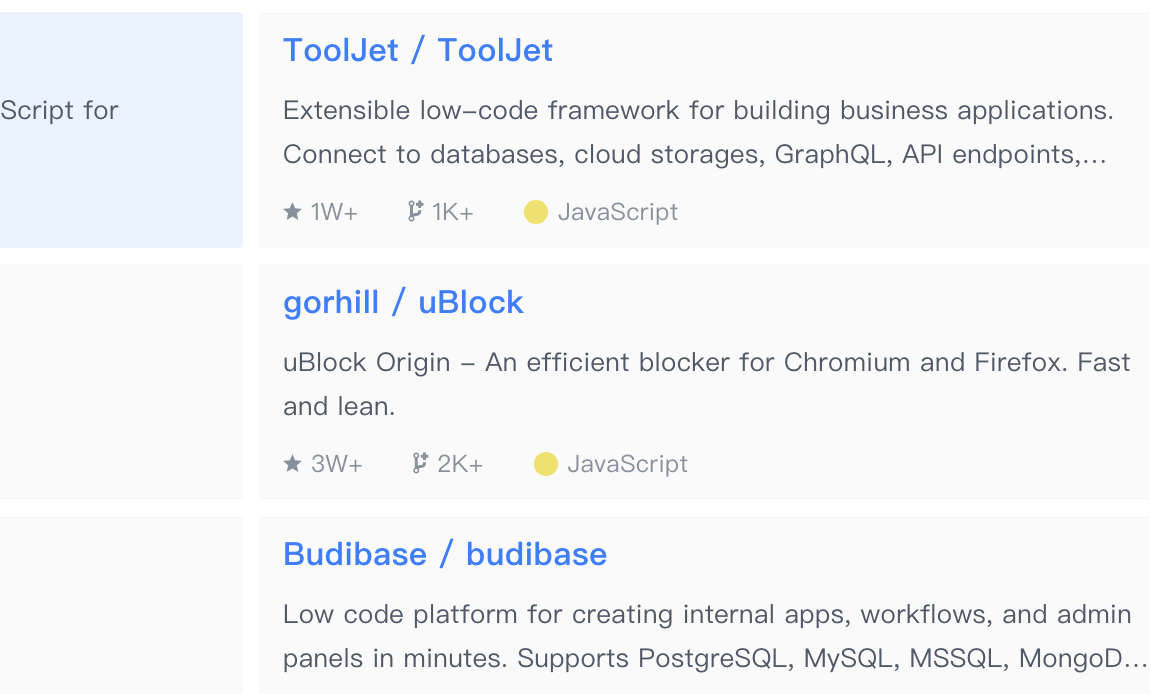 Script for
ToolJet / ToolJet
Extensible low-code framework for building business applications.
Connect to databases, cloud storages, GraphQL, API endpoints,...
1W+ 1K+ JavaScript
gorhill / uBlock
uBlock Origin - An efficient blocker for Chromium and Firefox. Fast
and lean.
3W+ 2K+ JavaScript
Budibase / budibase
Low code platform for creating internal apps, workflows, and admin
panels in minutes. Supports PostgreSQL, MySQL, MSSQL, MongoD...